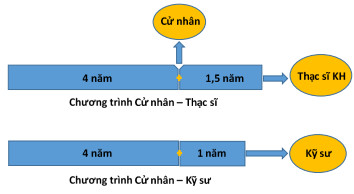 Cử nhân
4 năm
1,5 năm
Thạc sĩ KH
Chương trình Cử nhân – Thạc sĩ
4 năm
1 năm
Kỹ sư
Chương trình Cử nhân – Kỹ sư